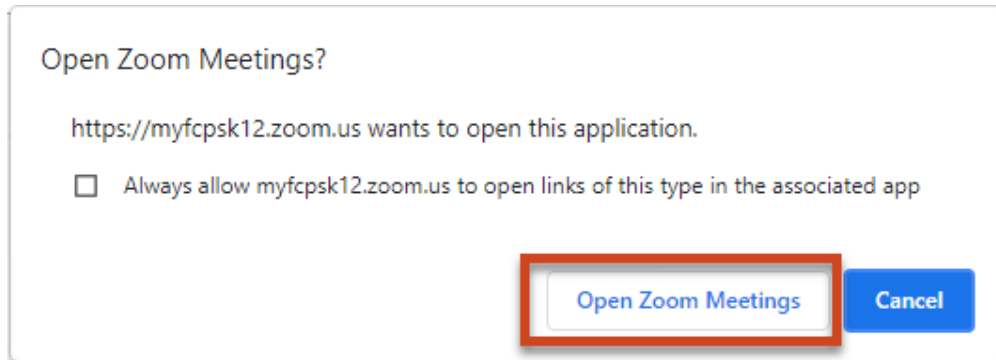 Open Zoom Meetings?
https://myfcpsk12.zoom.us wants to open this application.
Always allow myfcpsk12.zoom.us to open links of this type in the associated app
Open Zoom Meetings
Cancel